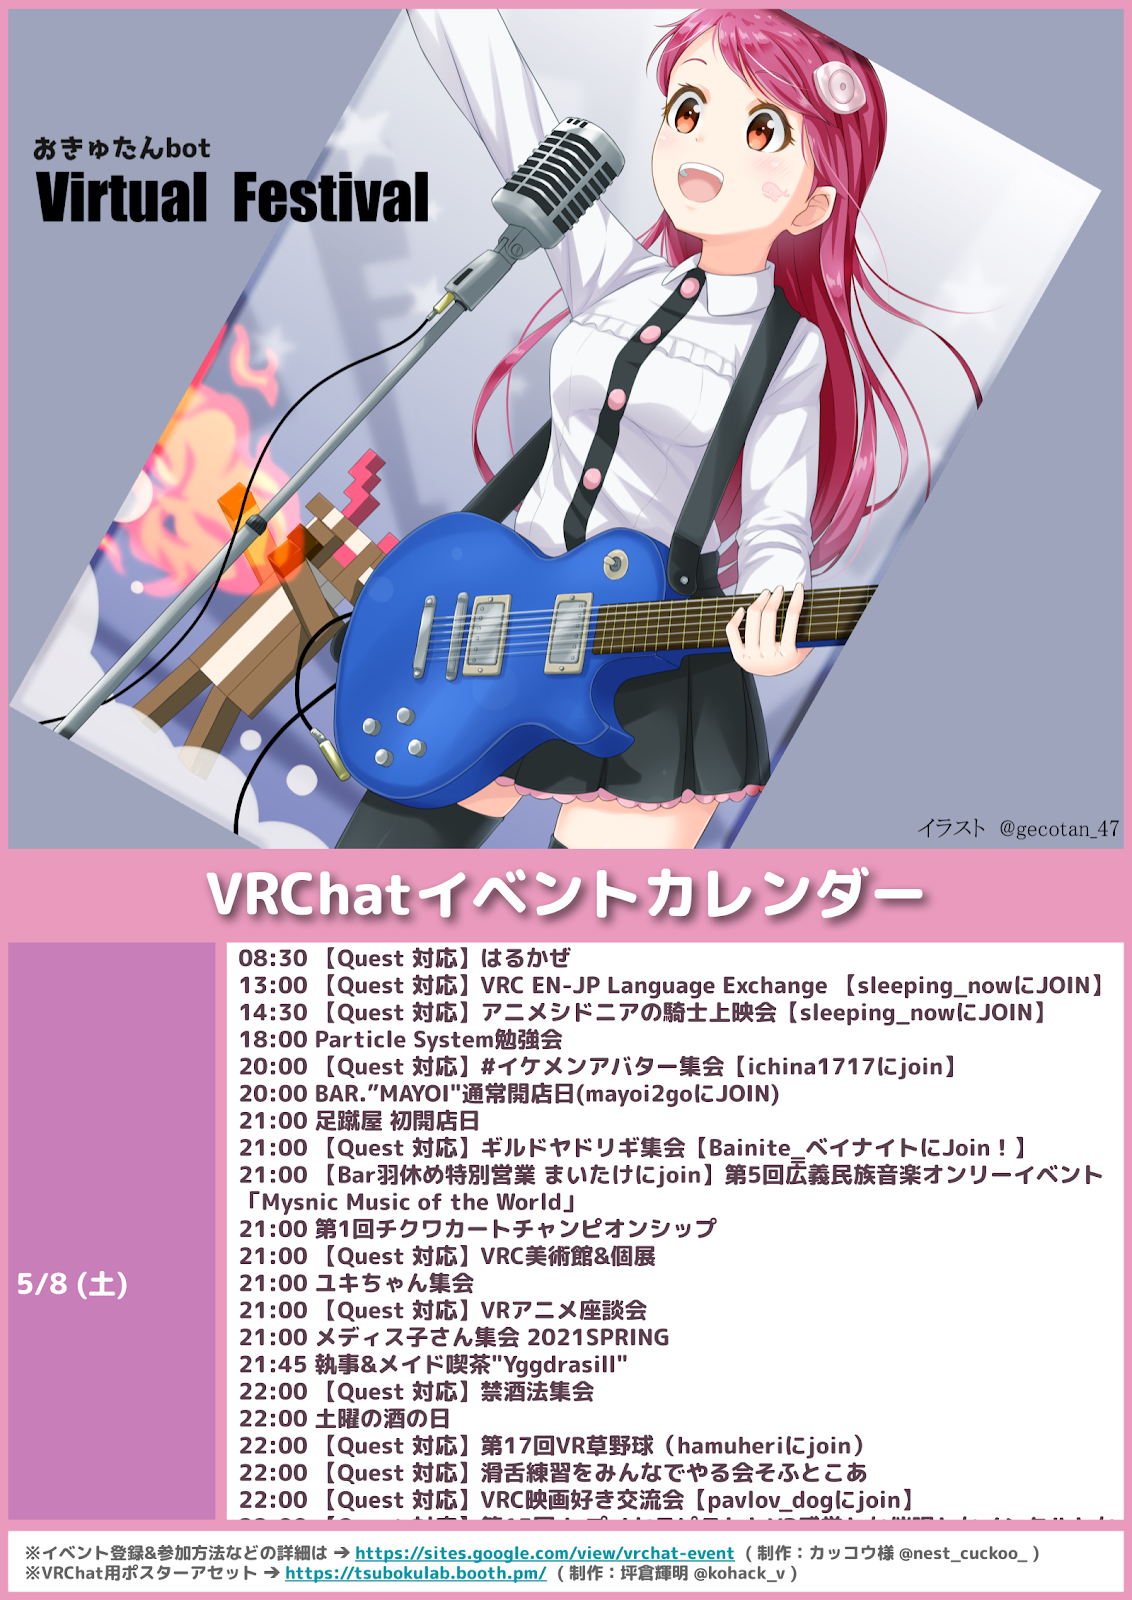 おきゅたんbot
Virtual Festival
イラスト @gecotan_47
VRChatイベントカレンダー
5/8 (土)
08:30 【Quest 対応】はるかぜ
13:00 【Quest 対応】VRC EN-JP Language Exchange 【sleeping_nowにJOIN】
14:30 【Quest 対応】アニメシドニアの騎士上映会【sleeping_nowにJOIN】
18:00 Particle System勉強会
20:00 【Quest 対応】#イケメンアバター集会【ichina1717にjoin】
20:00 BAR.”MAYOI"通常開店日(mayoi2goにJOIN)
21:00 足蹴屋 初開店日
21:00 【Quest 対応】ギルドヤドリギ集会【Bainite_ベイナイトにJoin！】
21:00 【Bar羽休め特別営業 まいたけにjoin】第5回広義民族音楽オンリーイベント
「Mysnic Music of the World」
21:00 第1回チクワカートチャンピオンシップ
21:00 【Quest 対応】VRC美術館&個展
21:00 ユキちゃん集会
21:00 【Quest 対応】VRアニメ座談会
21:00 メディス子さん集会 2021SPRING
21:45 執事&メイド喫茶"Yggdrasill"
22:00 【Quest 対応】禁酒法集会
22:00 土曜の酒の日
22:00 【Quest 対応】第17回VR草野球（hamuheriにjoin）
22:00 【Quest 対応】滑舌練習をみんなでやる会そふとこあ
22:00 【Quest 対応】VRC映画好き交流会【pavlov_dogにjoin】
※イベント登録&参加方法などの詳細は → https://sites.google.com/view/vrchat-event ( 制作：カッコウ様 @nest_cuckoo_ )
※VRChat用ポスターアセット → https://tsubokulab.booth.pm/ ( 制作：坪倉輝明 @kohack_v )